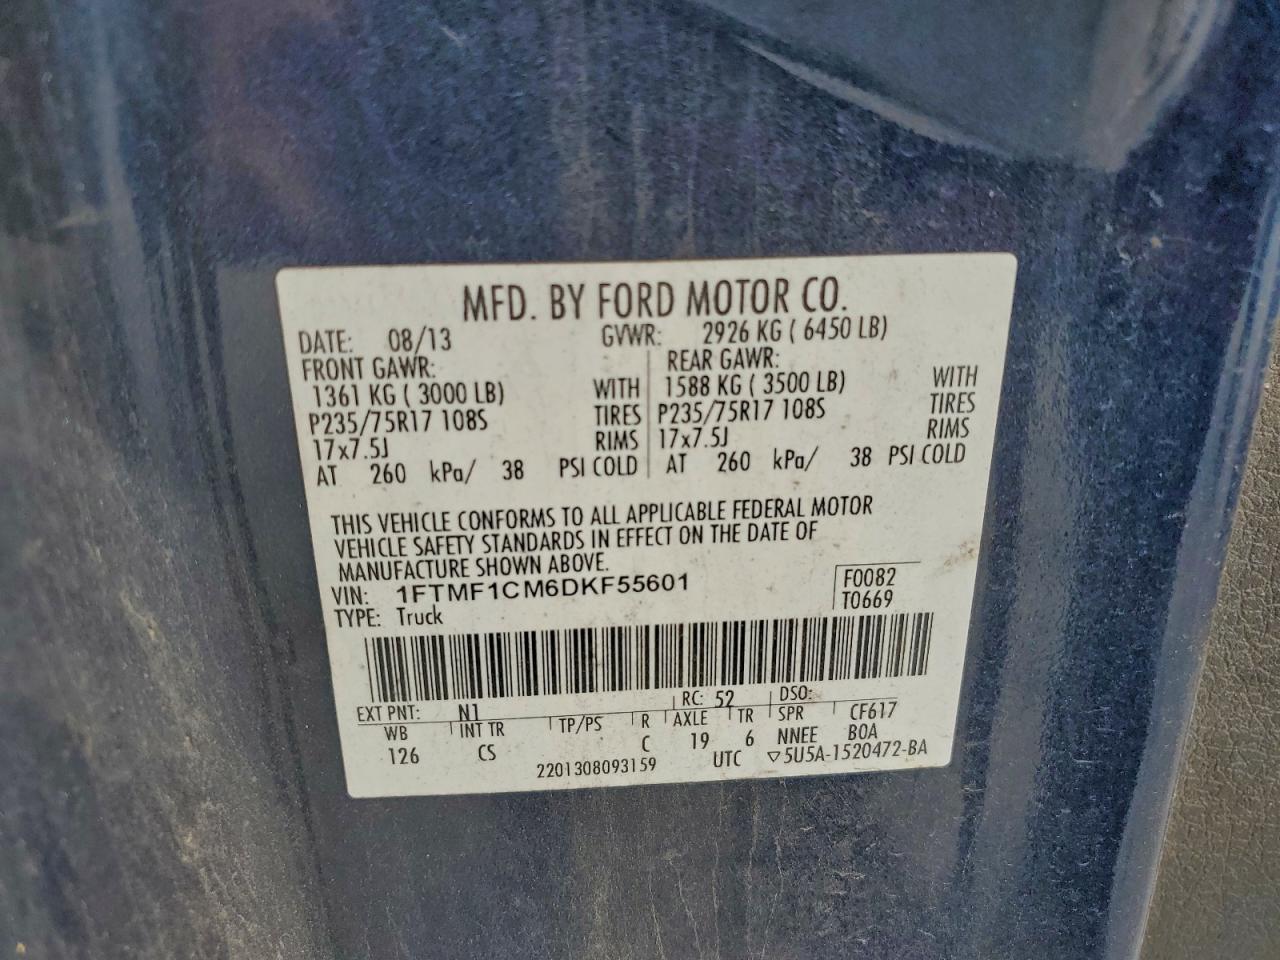 MFD. BY FORD MOTOR CO.
DATE: 08/13 GVWR: 2926 KG ( 6450 LB)
FRONT GAWR: REAR GAWR:
1361 KG ( 3000 LB) WITH 1588 KG ( 3500 LB) WITH
P235/75R17 108S TIRES P235/75R17 108S TIRES
17x7.5J RIMS 17x7.5J RIMS
AT 260 kPa/ 38 PSI COLD AT 260 kPa/ 38 PSI COLD
THIS VEHICLE CONFORMS TO ALL APPLICABLE FEDERAL MOTOR
VEHICLE SAFETY STANDARDS IN EFFECT ON THE DATE OF
MANUFACTURE SHOWN ABOVE.
VIN: 1FTMF1CM6DKF55601 F0082
TYPE: Truck T0669
EXT PNT: N1 RC: 52 DSO:
WB INT TR TP/PS R AXLE TR SPR CF617
126 CS C 19 6 NNEE BOA
2201308093159 UTC ▽5U5A-1520472-BA